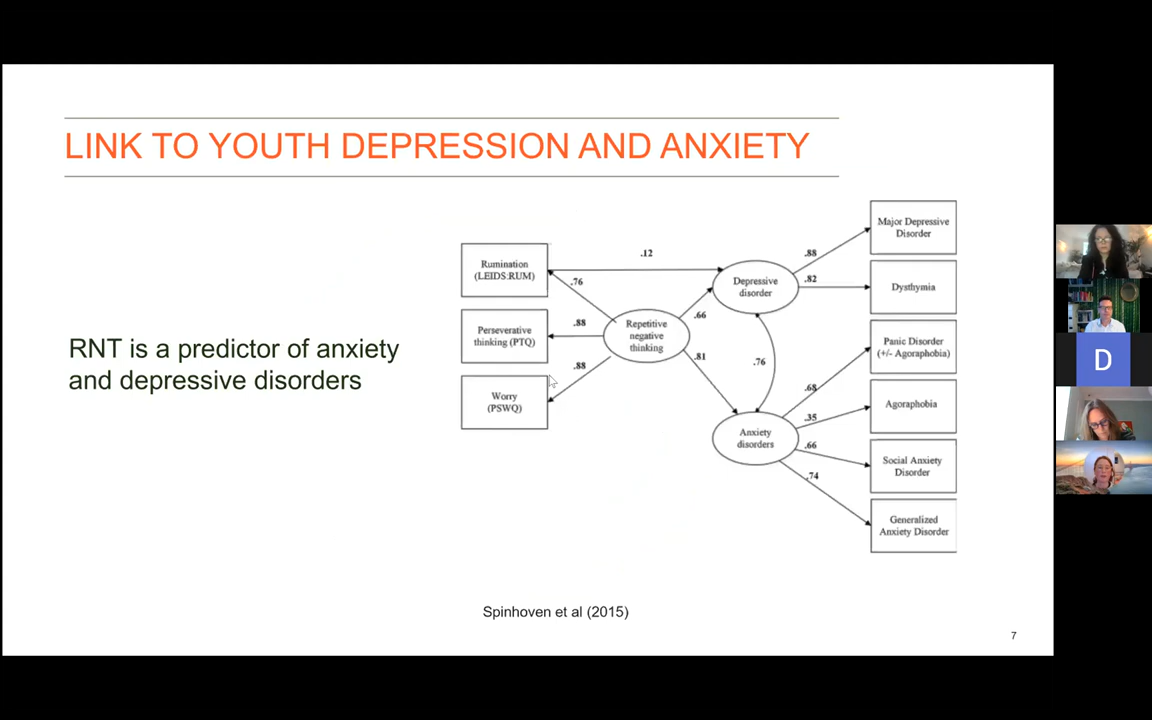 LINK TO YOUTH DEPRESSION AND ANXIETY
RNT is a predictor of anxiety
and depressive disorders
Rumination
(LEIDS:RUM)
Perseverative
thinking (PTQ)
Worry
(PSWQ)
.12
.76
.88
.88
Repetitive
negative
thinking
.66
.81
Depressive
disorder
.76
Anxiety
disorders
.88
.82
.68
.35
.66
.74
Major Depressive
Disorder
Dysthymia
Panic Disorder
(+/- Agoraphobia)
Agoraphobia
Social Anxiety
Disorder
Generalized
Anxiety Disorder
Spinhoven et al (2015)
7
D